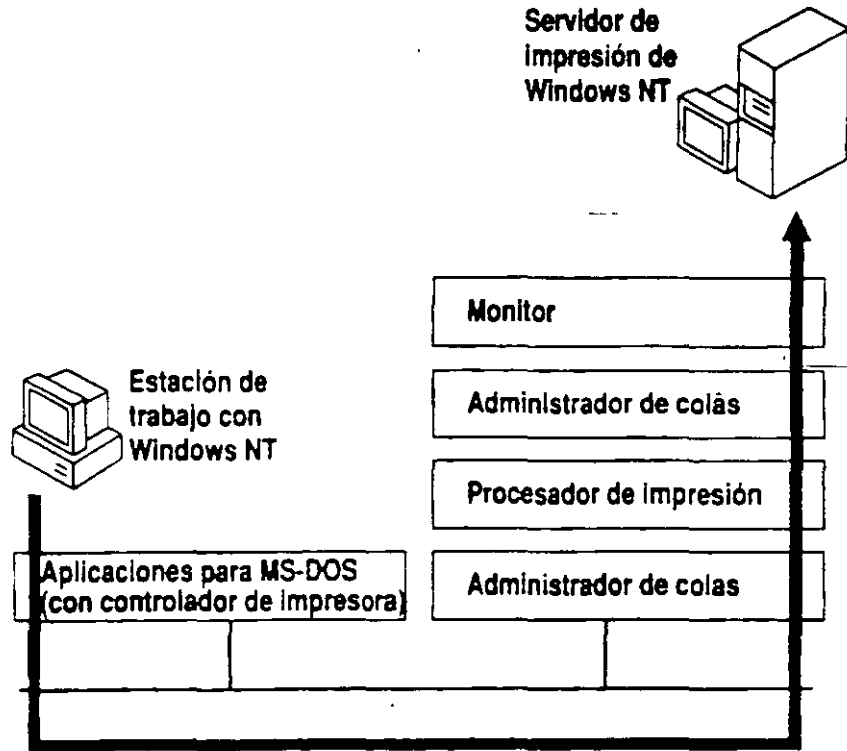 Servidor de
impresión de
Windows NT
Monitor
Estación de
trabajo con
Windows NT
Administrador de colas
Procesador de impresión
Aplicaciones para MS-DOS
(con controlador de impresora)
Administrador de colas